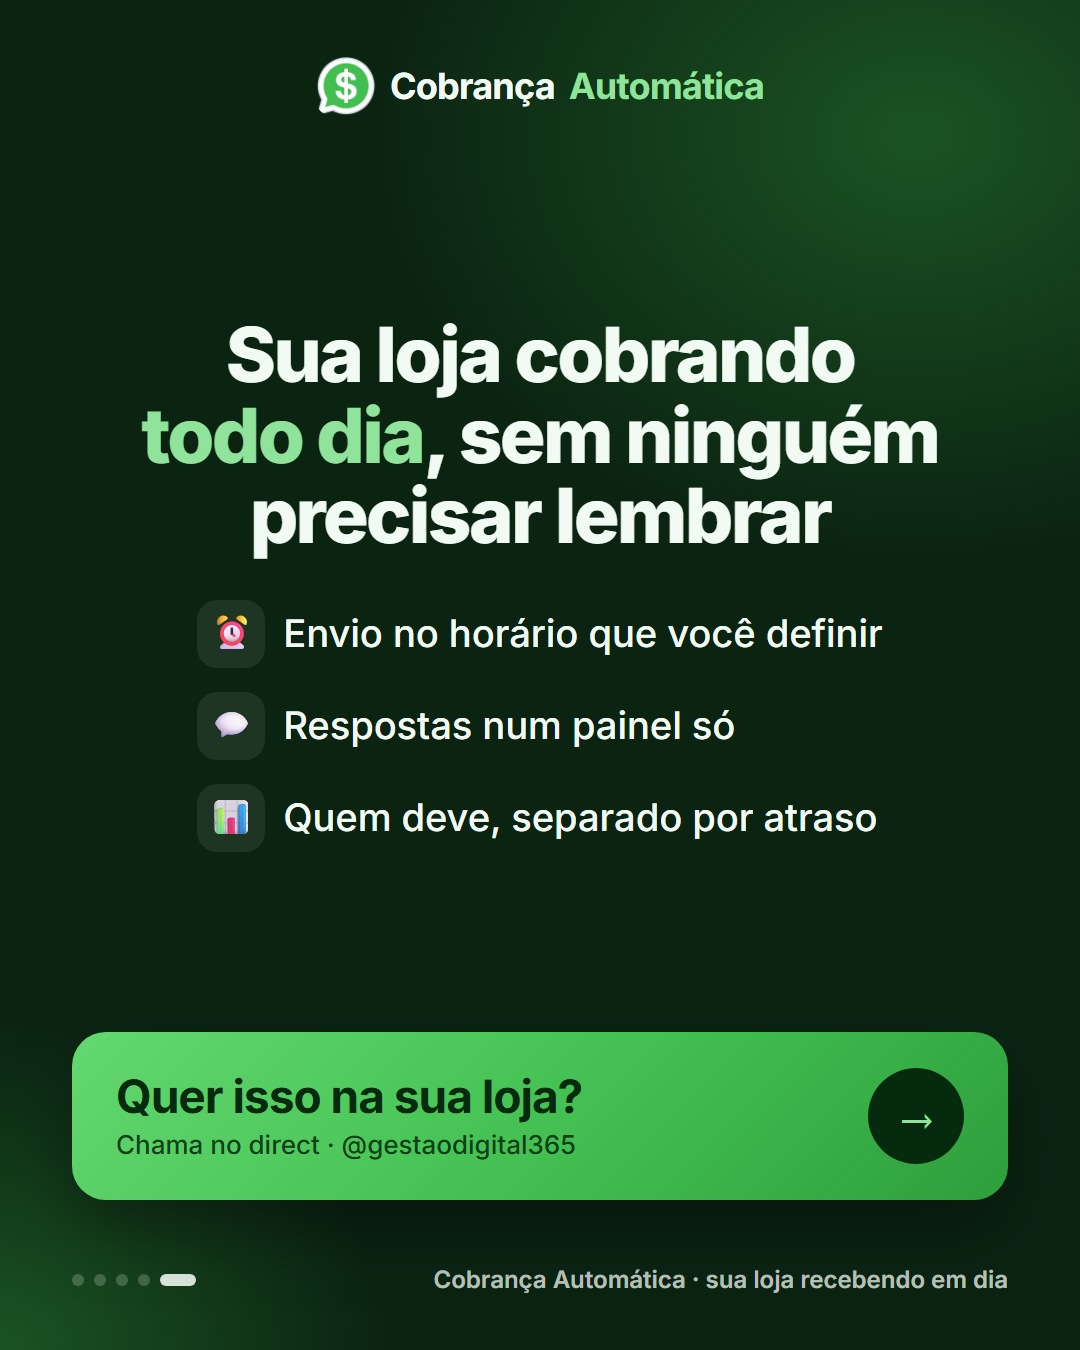 $ Cobrança Automática
Sua loja cobrando
todo dia, sem ninguém
precisar lembrar
Envio no horário que você definir
Respostas num painel só
Quem deve, separado por atraso
Quer isso na sua loja?
Chama no direct · @gestaodigital365
→
Cobrança Automática · sua loja recebendo em dia